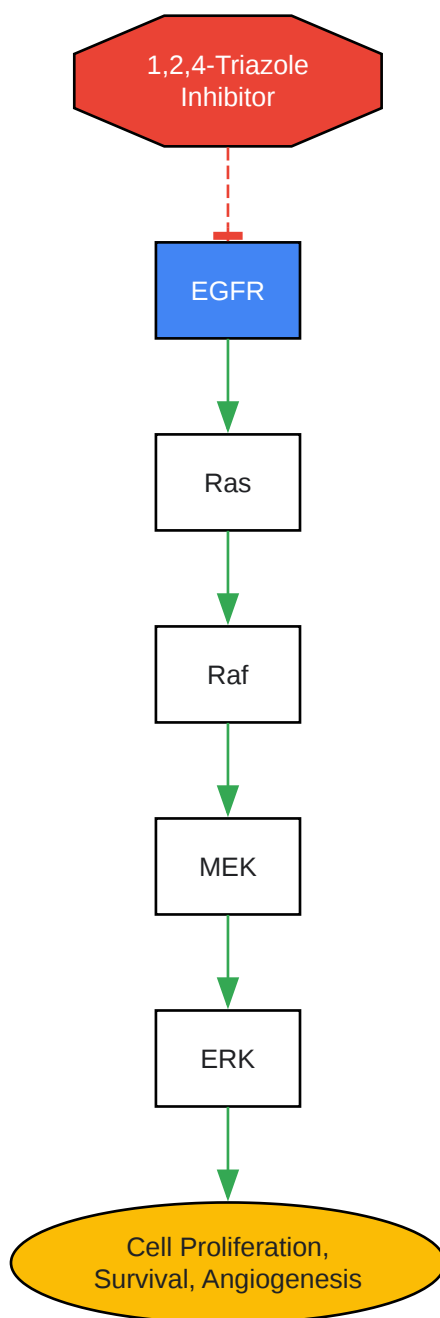 1,2,4-Triazole
Inhibitor
EGFR
Ras
Raf
MEK
ERK
Cell Proliferation,
Survival, Angiogenesis